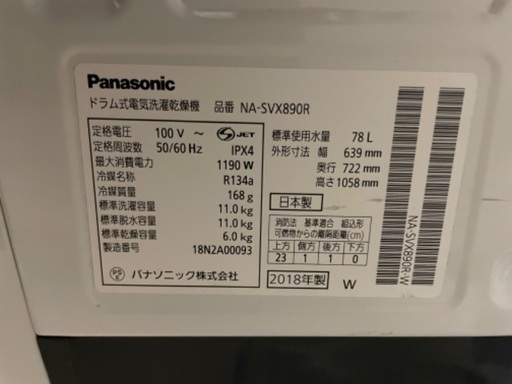 Panasonic
ドラム式電気洗濯乾燥機 品番 NA-SVX890R
定格電圧 100 V ～ S JET
定格周波数 50/60 Hz IPX4
最大消費電力 1190 W
冷媒名称 R134a
冷媒質量 168 g
標準洗濯容量 11.0 kg
標準脱水容量 11.0 kg
標準乾燥容量 6.0 kg
製造番号 18N2A00093
PS E パナソニック株式会社
標準使用水量 78 L
外形寸法 幅 639 mm
奥行 722 mm
高さ 1058 mm
日本製
消防法 基準適合 組込形
可燃物からの離隔距離(cm)
上方 側方 後方 下方
23 1 1 0
2018年製 W
NA-SVX890R-W